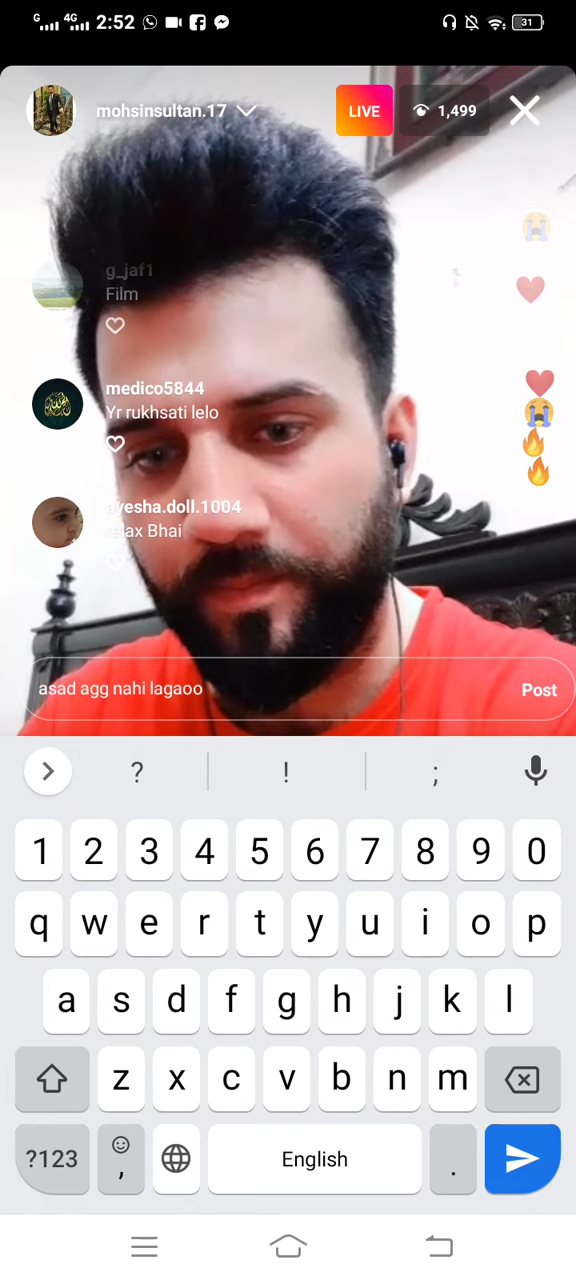 G 4G 2:52 31
mohsinsultan.17 LIVE 1,499
g_jaf1
Film
medico5844
Yr rukhsati lelo
ayesha.doll.1004
relax Bhai
asad agg nahi lagaoo Post
? ! ;
1 2 3 4 5 6 7 8 9 0
q w e r t y u i o p
a s d f g h j k l
z x c v b n m
?123 , English .